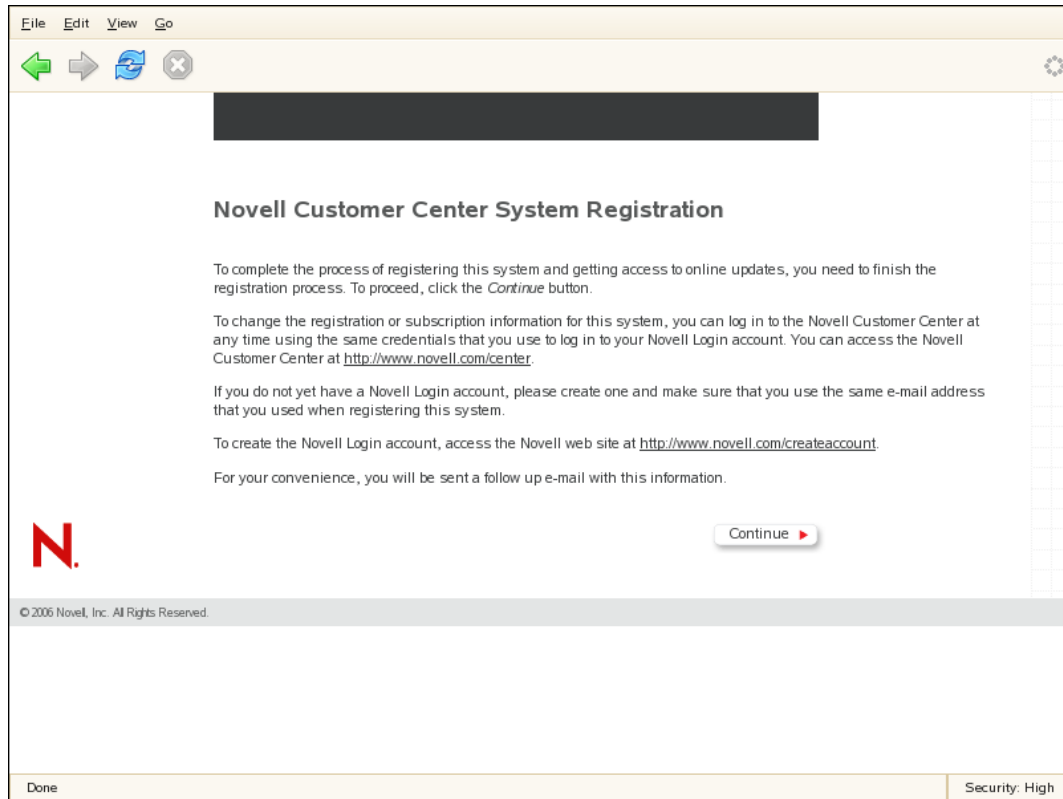 File Edit View Go
Novell Customer Center System Registration
To complete the process of registering this system and getting access to online updates, you need to finish the
registration process. To proceed, click the Continue button.
To change the registration or subscription information for this system, you can log in to the Novell Customer Center at
any time using the same credentials that you use to log in to your Novell Login account. You can access the Novell
Customer Center at http://www.novell.com/center.
If you do not yet have a Novell Login account, please create one and make sure that you use the same e-mail address
that you used when registering this system.
To create the Novell Login account, access the Novell web site at http://www.novell.com/createaccount.
For your convenience, you will be sent a follow up e-mail with this information.
Continue
N.
© 2006 Novell, Inc. All Rights Reserved.
Done Security: High